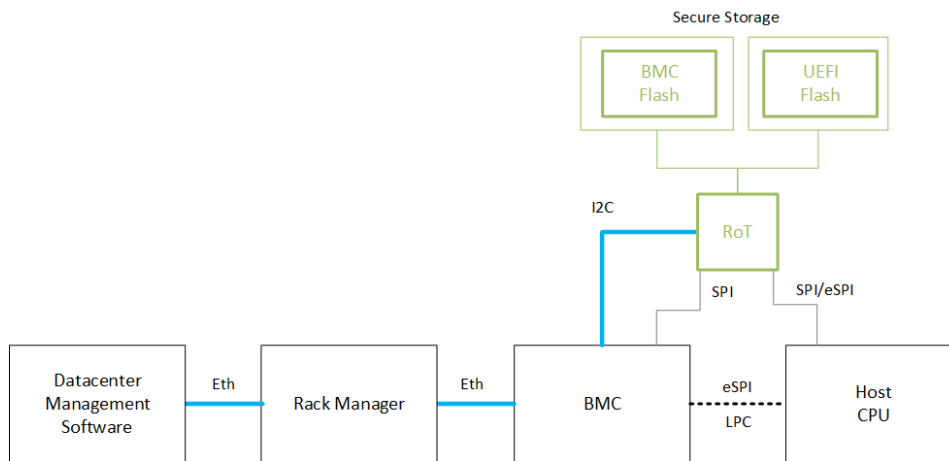 Secure Storage
BMC
Flash
UEFI
Flash
I2C
RoT
SPI
SPI/eSPI
Datacenter
Management
Software
Eth
Rack Manager
Eth
BMC
eSPI
LPC
Host
CPU